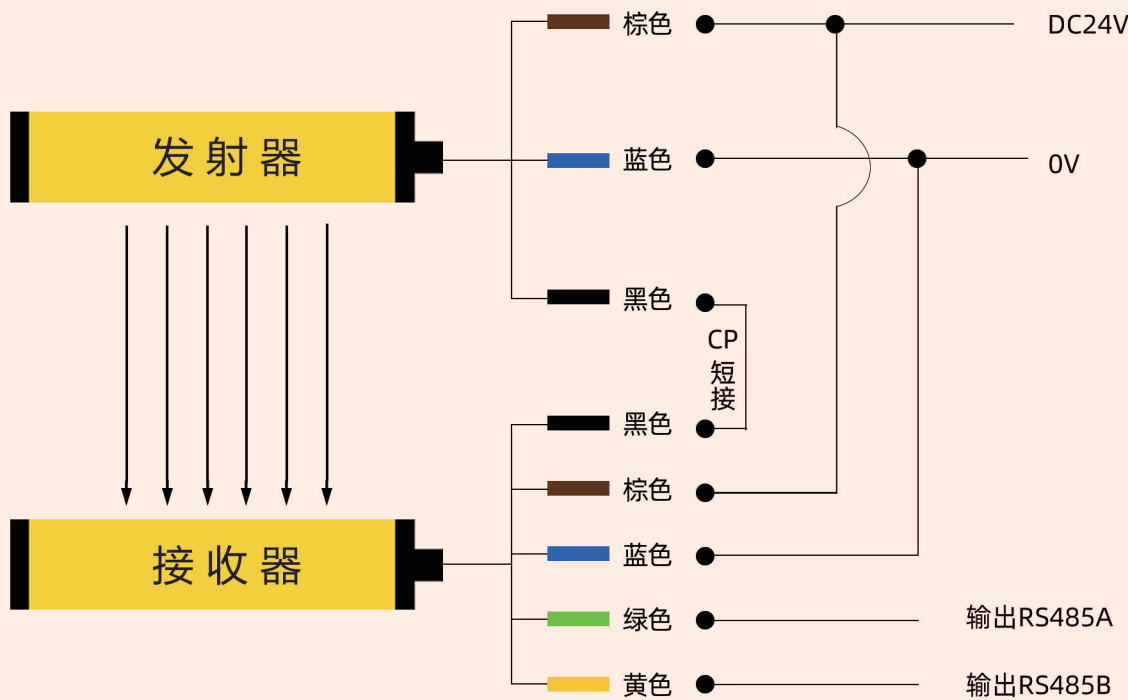 棕色
DC24V
发射器
蓝色
0V
黑色
CP
短
接
黑色
棕色
接收器
蓝色
绿色
输出RS485A
黄色
输出RS485B